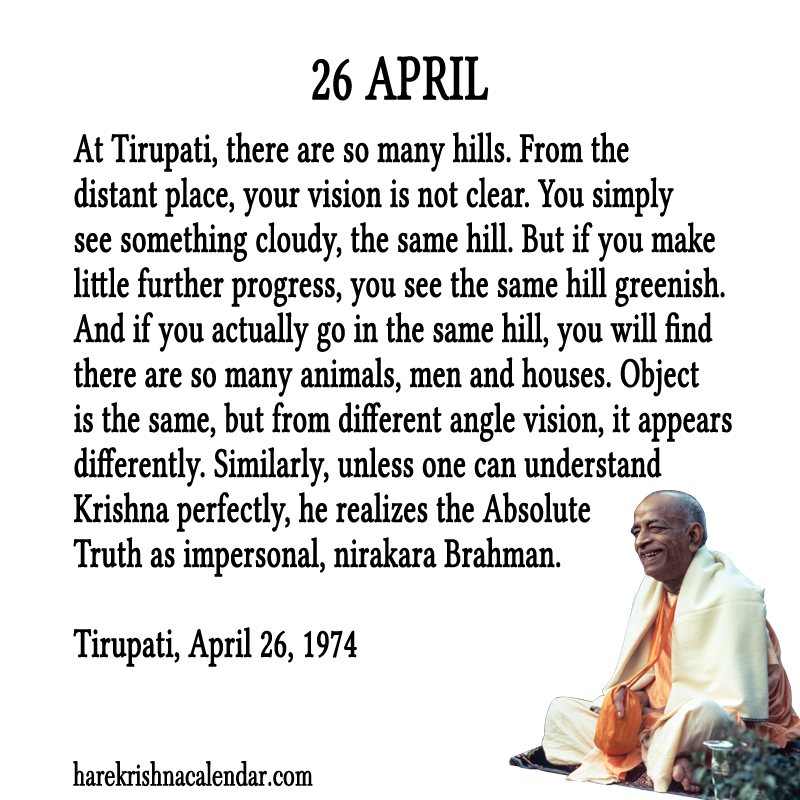 26 APRIL
At Tirupati, there are so many hills. From the
distant place, your vision is not clear. You simply
see something cloudy, the same hill. But if you make
little further progress, you see the same hill greenish.
And if you actually go in the same hill, you will find
there are so many animals, men and houses. Object
is the same, but from different angle vision, it appears
differently. Similarly, unless one can understand
Krishna perfectly, he realizes the Absolute
Truth as impersonal, nirakara Brahman.
Tirupati, April 26, 1974
harekrishnacalendar.com